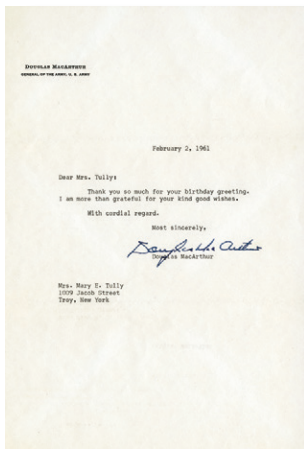 DOUGLAS MACARTHUR
GENERAL OF THE ARMY, U. S. ARMY
February 2, 1961
Dear Mrs. Tully:
Thank you so much for your birthday greeting.
I am more than grateful for your kind good wishes.
With cordial regard.
Most sincerely,
Douglas MacArthur
Douglas MacArthur
Mrs. Mary E. Tully
1009 Jacob Street
Troy, New York